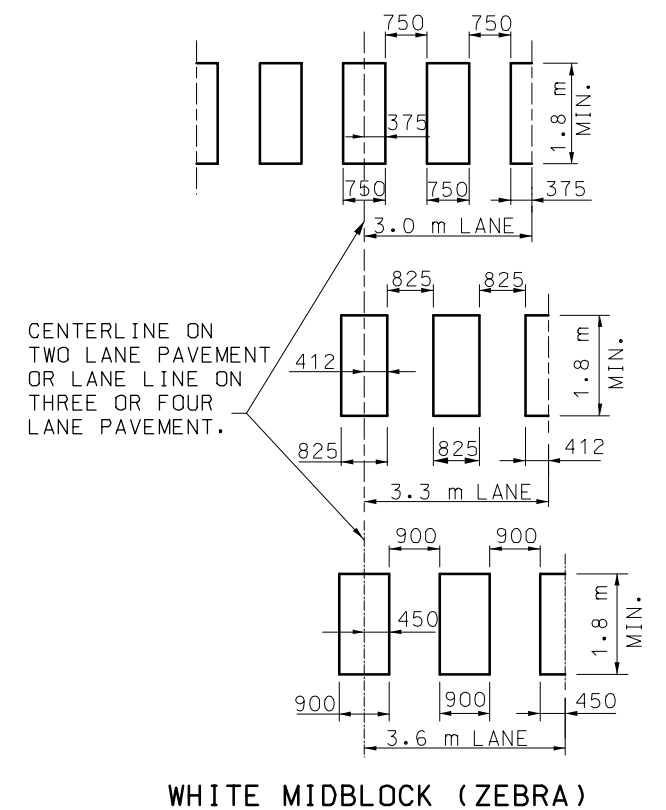 750 750
375
1.8 m
MIN.
750 750 375
3.0 m LANE
825 825
CENTERLINE ON
TWO LANE PAVEMENT
OR LANE LINE ON
THREE OR FOUR
LANE PAVEMENT.
412
1.8 m
MIN.
825 825 412
3.3 m LANE
900 900
450
1.8 m
MIN.
900 900 450
3.6 m LANE
WHITE MIDBLOCK (ZEBRA)